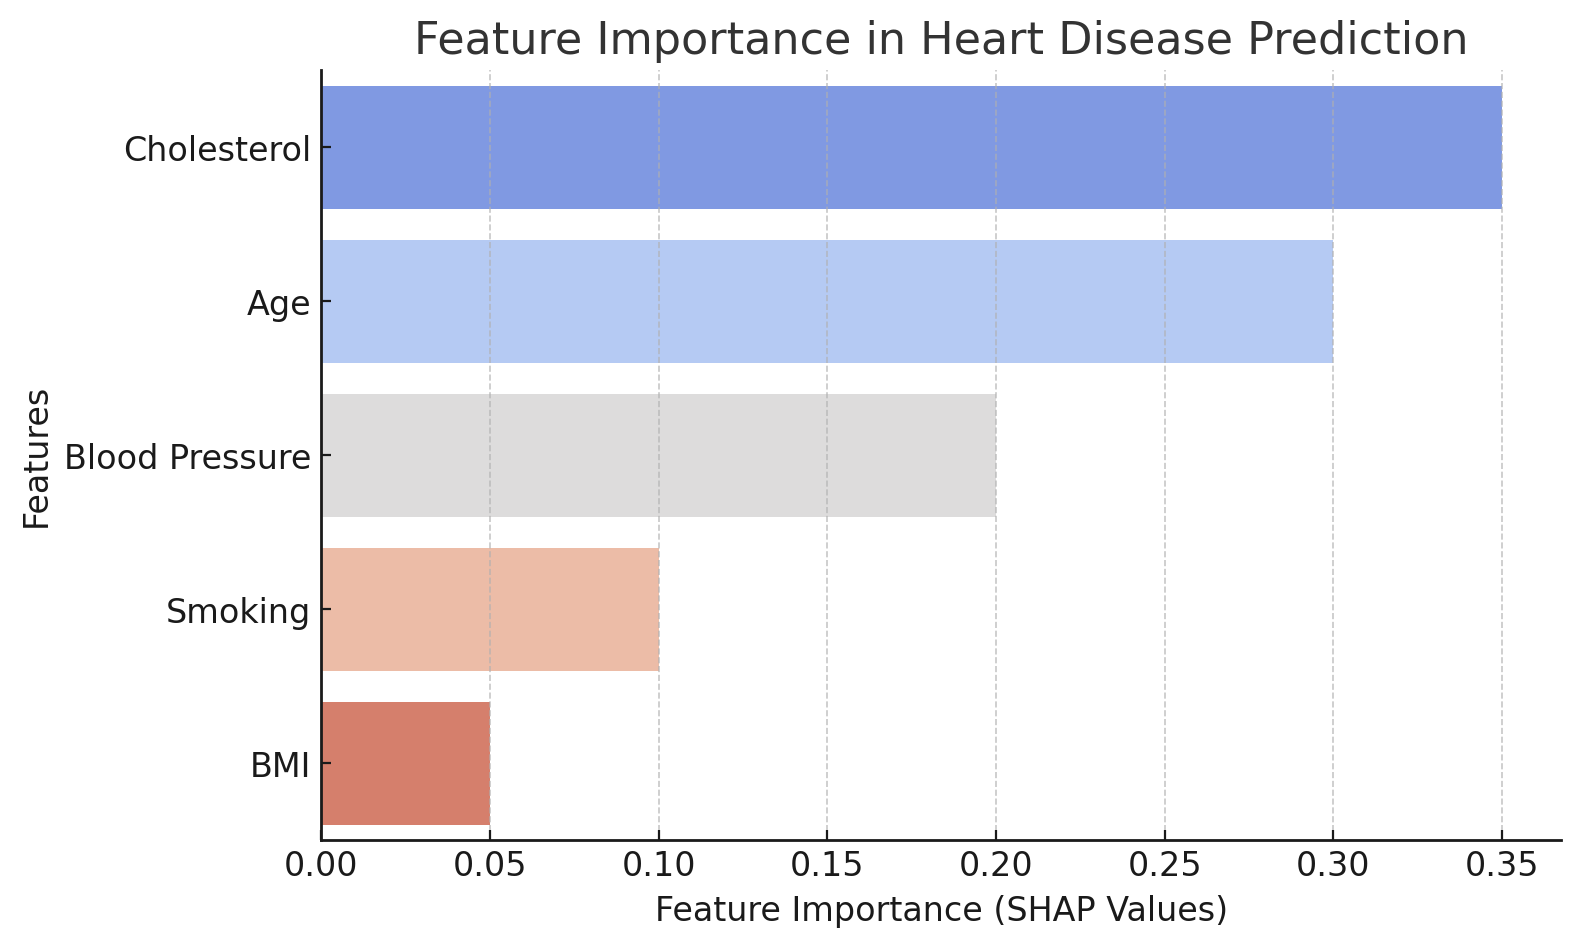 Feature Importance in Heart Disease Prediction
Features
Cholesterol
Age
Blood Pressure
Smoking
BMI
0.00 0.05 0.10 0.15 0.20 0.25 0.30 0.35
Feature Importance (SHAP Values)